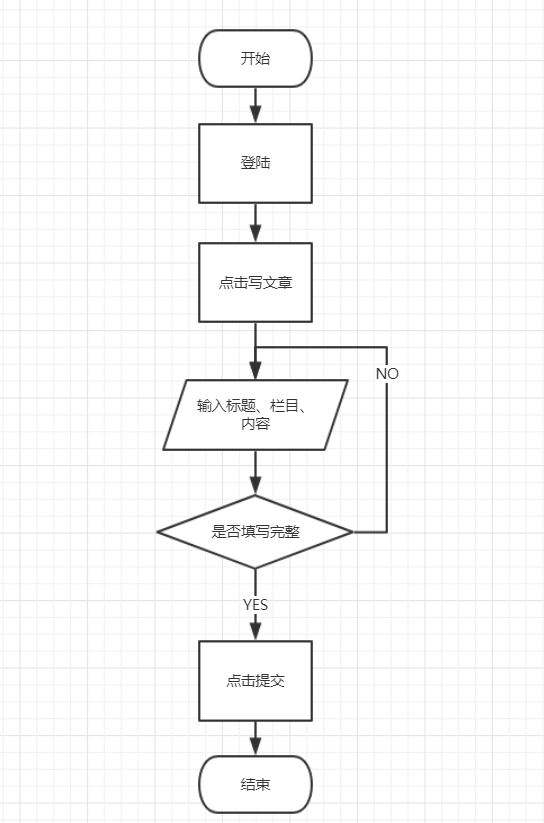 开始
登陆
点击写文章
NO
输入标题、栏目、
内容
是否填写完整
YES
点击提交
结束